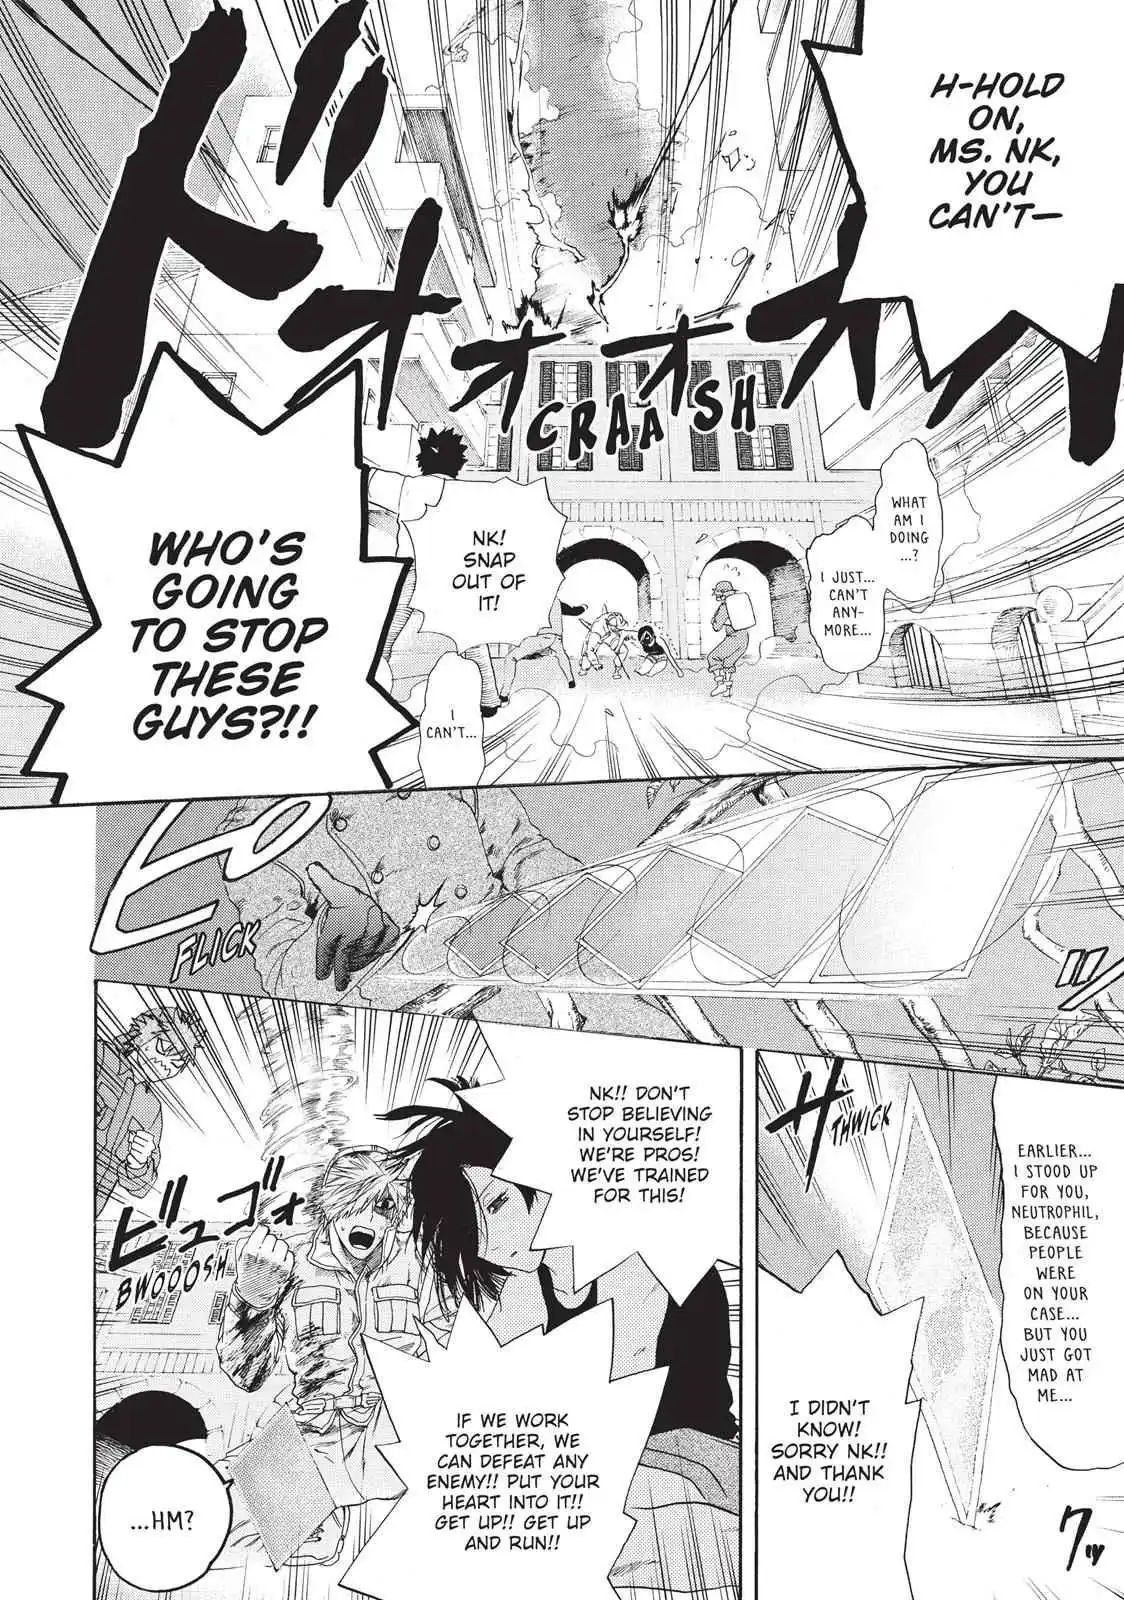 H-HOLD
ON,
MS. NK,
YOU
CAN'T—
ドドォォォォン
CRAAASH
WHO'S
GOING
TO STOP
THESE
GUYS?!!
WHAT
AM I
DOING
...?
I JUST...
CAN'T
ANY-
MORE...
NK!
SNAP
OUT OF
IT!
I
CAN'T...
ピッ
FLICK
EARLIER...
I STOOD UP
FOR YOU,
NEUTROPHIL,
BECAUSE
PEOPLE
WERE
ON YOUR
CASE...
BUT YOU
JUST GOT
MAD AT
ME...
THWICK
I DIDN'T
KNOW!
SORRY NK!!
AND THANK
YOU!!
NK!! DON'T
STOP BELIEVING
IN YOURSELF!
WE'RE PROS!
WE'VE TRAINED
FOR THIS!
ビュゴォ
BWOOOSH
IF WE WORK
TOGETHER, WE
CAN DEFEAT ANY
ENEMY!! PUT YOUR
HEART INTO IT!!
GET UP!! GET UP
AND RUN!!
...HM?